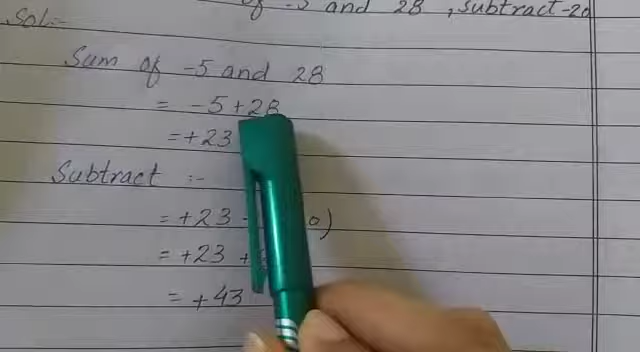 of -5 and 28, subtract -20
Sol:-
Sum of -5 and 28
= -5+28
= +23
Subtract :-
= +23 - 0)
= +23 +
= +43